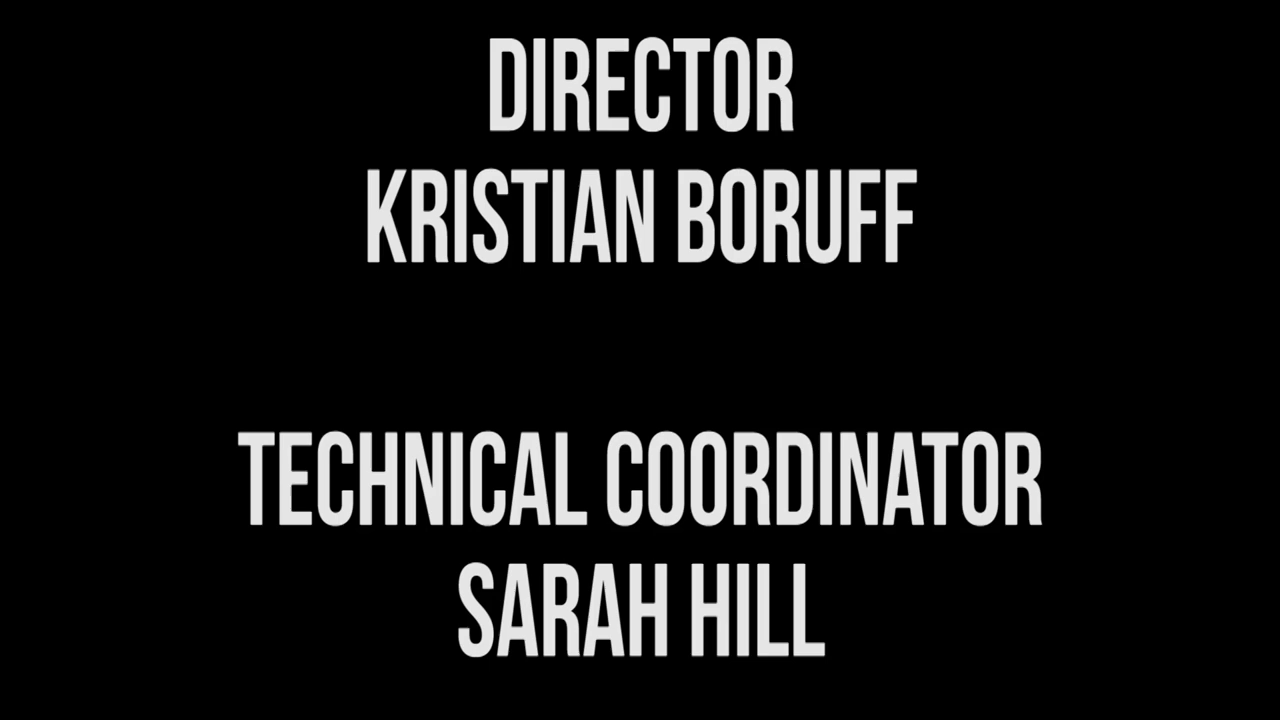 DIRECTOR
KRISTIAN BORUFF
TECHNICAL COORDINATOR
SARAH HILL